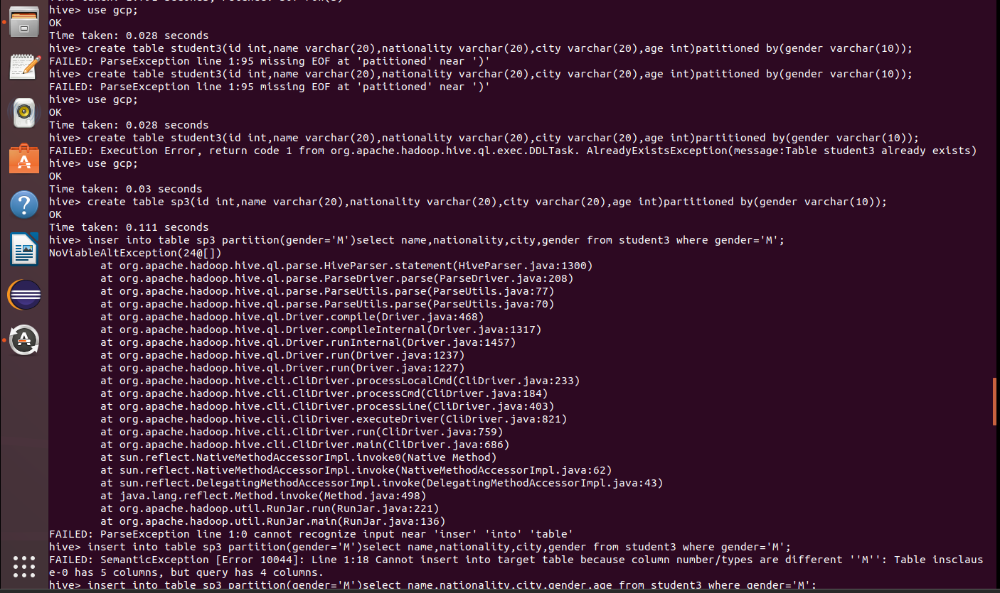 hive> use gcp;
OK
Time taken: 0.028 seconds
hive> create table student3(id int,name varchar(20),nationality varchar(20),city varchar(20),age int)patitioned by(gender varchar(10));
FAILED: ParseException line 1:95 missing EOF at 'patitioned' near ')'
hive> create table student3(id int,name varchar(20),nationality varchar(20),city varchar(20),age int)patitioned by(gender varchar(10));
FAILED: ParseException line 1:95 missing EOF at 'patitioned' near ')'
hive> use gcp;
OK
Time taken: 0.028 seconds
hive> create table student3(id int,name varchar(20),nationality varchar(20),city varchar(20),age int)partitioned by(gender varchar(10));
FAILED: Execution Error, return code 1 from org.apache.hadoop.hive.ql.exec.DDLTask. AlreadyExistsException(message:Table student3 already exists)
hive> use gcp;
OK
Time taken: 0.03 seconds
hive> create table sp3(id int,name varchar(20),nationality varchar(20),city varchar(20),age int)partitioned by(gender varchar(10));
OK
Time taken: 0.111 seconds
hive> inser into table sp3 partition(gender='M')select name,nationality,city,gender from student3 where gender='M';
NoViableAltException(24@[])
at org.apache.hadoop.hive.ql.parse.HiveParser.statement(HiveParser.java:1300)
at org.apache.hadoop.hive.ql.parse.ParseDriver.parse(ParseDriver.java:208)
at org.apache.hadoop.hive.ql.parse.ParseUtils.parse(ParseUtils.java:77)
at org.apache.hadoop.hive.ql.parse.ParseUtils.parse(ParseUtils.java:70)
at org.apache.hadoop.hive.ql.Driver.compile(Driver.java:468)
at org.apache.hadoop.hive.ql.Driver.compileInternal(Driver.java:1317)
at org.apache.hadoop.hive.ql.Driver.runInternal(Driver.java:1457)
at org.apache.hadoop.hive.ql.Driver.run(Driver.java:1237)
at org.apache.hadoop.hive.ql.Driver.run(Driver.java:1227)
at org.apache.hadoop.hive.cli.CliDriver.processLocalCmd(CliDriver.java:233)
at org.apache.hadoop.hive.cli.CliDriver.processCmd(CliDriver.java:184)
at org.apache.hadoop.hive.cli.CliDriver.processLine(CliDriver.java:403)
at org.apache.hadoop.hive.cli.CliDriver.executeDriver(CliDriver.java:821)
at org.apache.hadoop.hive.cli.CliDriver.run(CliDriver.java:759)
at org.apache.hadoop.hive.cli.CliDriver.main(CliDriver.java:686)
at sun.reflect.NativeMethodAccessorImpl.invoke0(Native Method)
at sun.reflect.NativeMethodAccessorImpl.invoke(NativeMethodAccessorImpl.java:62)
at sun.reflect.DelegatingMethodAccessorImpl.invoke(DelegatingMethodAccessorImpl.java:43)
at java.lang.reflect.Method.invoke(Method.java:498)
at org.apache.hadoop.util.RunJar.run(RunJar.java:221)
at org.apache.hadoop.util.RunJar.main(RunJar.java:136)
FAILED: ParseException line 1:0 cannot recognize input near 'inser' 'into' 'table'
hive> insert into table sp3 partition(gender='M')select name,nationality,city,gender from student3 where gender='M';
FAILED: SemanticException [Error 10044]: Line 1:18 Cannot insert into target table because column number/types are different ''M'': Table insclaus
e-0 has 5 columns, but query has 4 columns.
hive> insert into table sp3 partition(gender='M')select name,nationality,city,gender,age from student3 where gender='M';